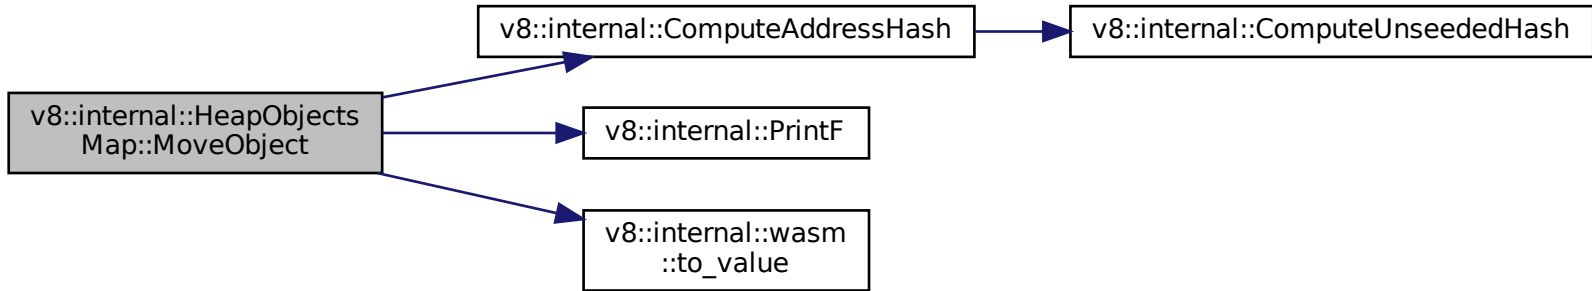 v8::internal::HeapObjects
Map::MoveObject
v8::internal::ComputeAddressHash
v8::internal::ComputeUnseededHash
v8::internal::PrintF
v8::internal::wasm
::to_value